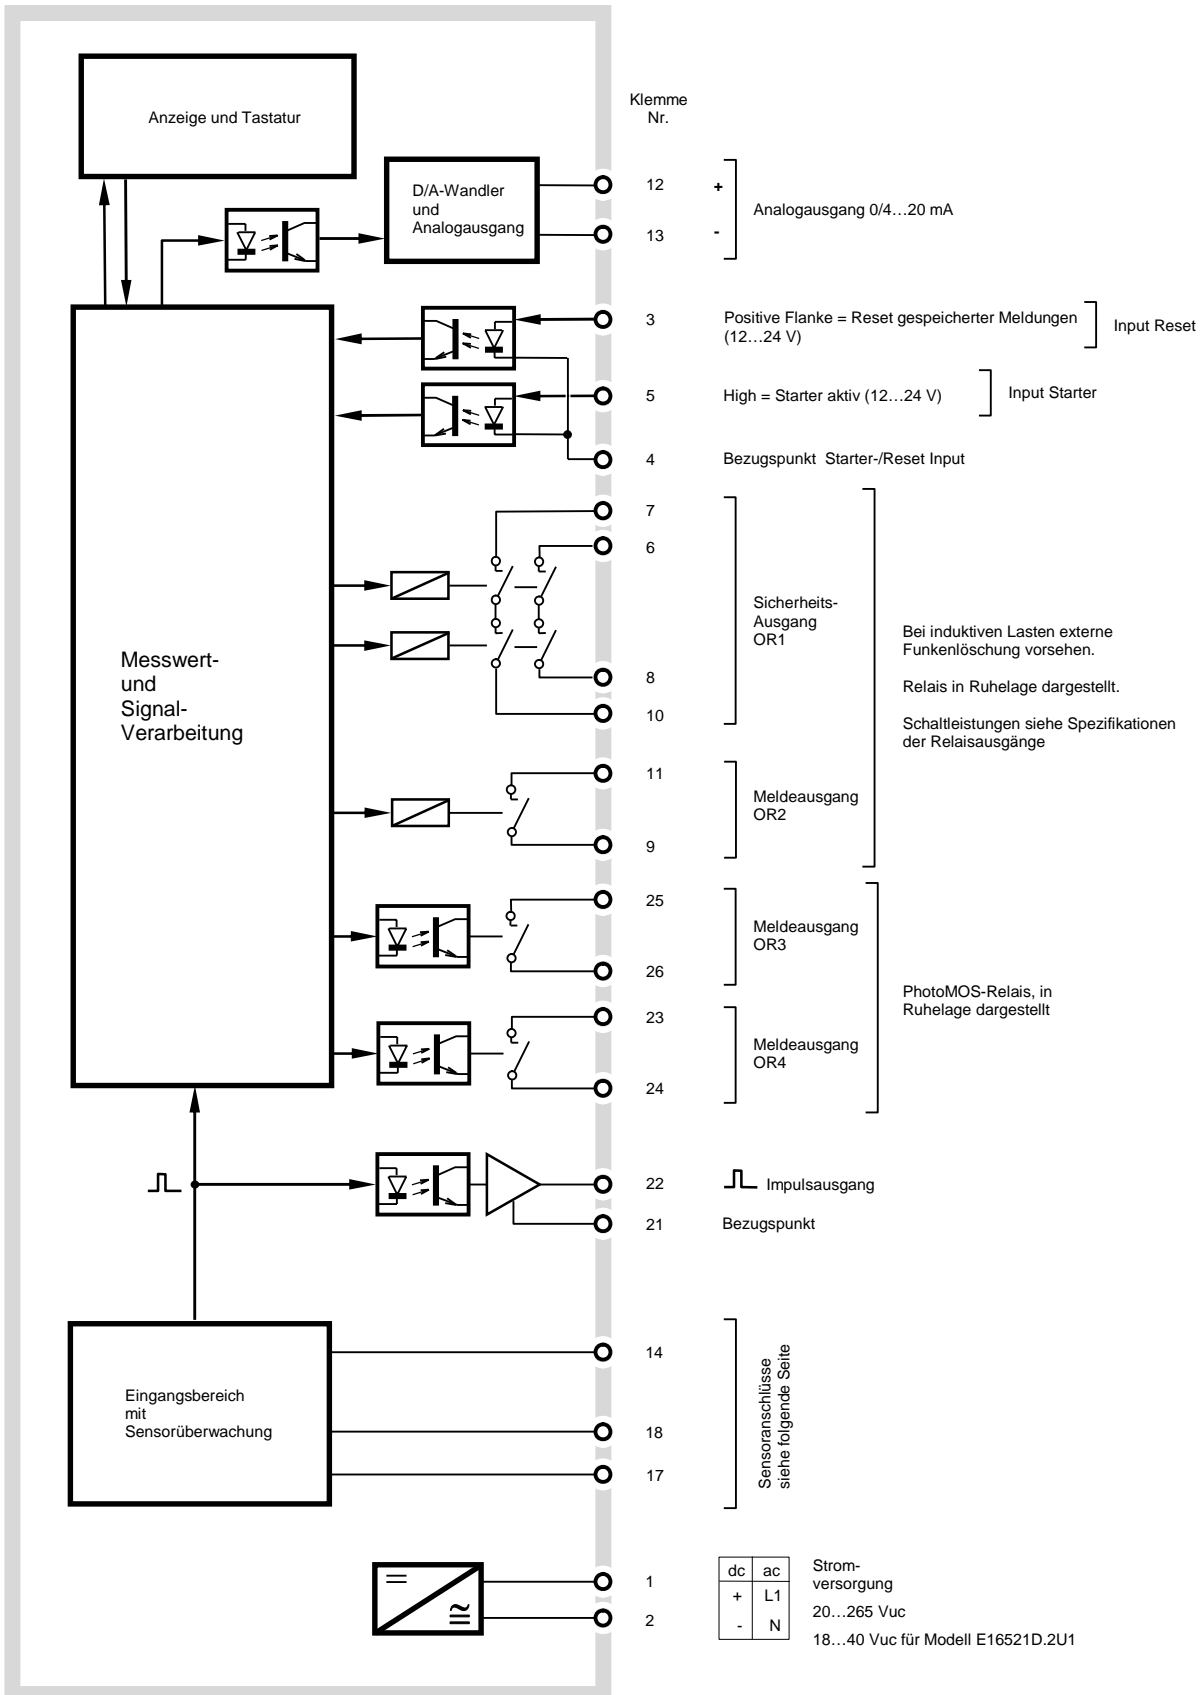 Anzeige und Tastatur
Klemme
Nr.
D/A-Wandler
und
Analogausgang
12 +
13 -
Analogausgang 0/4…20 mA
3 Positive Flanke = Reset gespeicherter Meldungen
(12…24 V)
Input Reset
5 High = Starter aktiv (12…24 V)
Input Starter
4 Bezugspunkt Starter-/Reset Input
7
6
8
10
Sicherheits-
Ausgang
OR1
Bei induktiven Lasten externe
Funkenlöschung vorsehen.
Relais in Ruhelage dargestellt.
Schaltleistungen siehe Spezifikationen
der Relaisausgänge
Messwert-
und
Signal-
Verarbeitung
11
9
Meldeausgang
OR2
25
26
Meldeausgang
OR3
23
24
Meldeausgang
OR4
PhotoMOS-Relais, in
Ruhelage dargestellt
22 Impulsausgang
21 Bezugspunkt
Eingangsbereich
mit
Sensorüberwachung
14
18
17
Sensoranschlüsse
siehe folgende Seite
1
2
dc ac
+ L1
- N
Strom-
versorgung
20…265 Vuc
18…40 Vuc für Modell E16521D.2U1